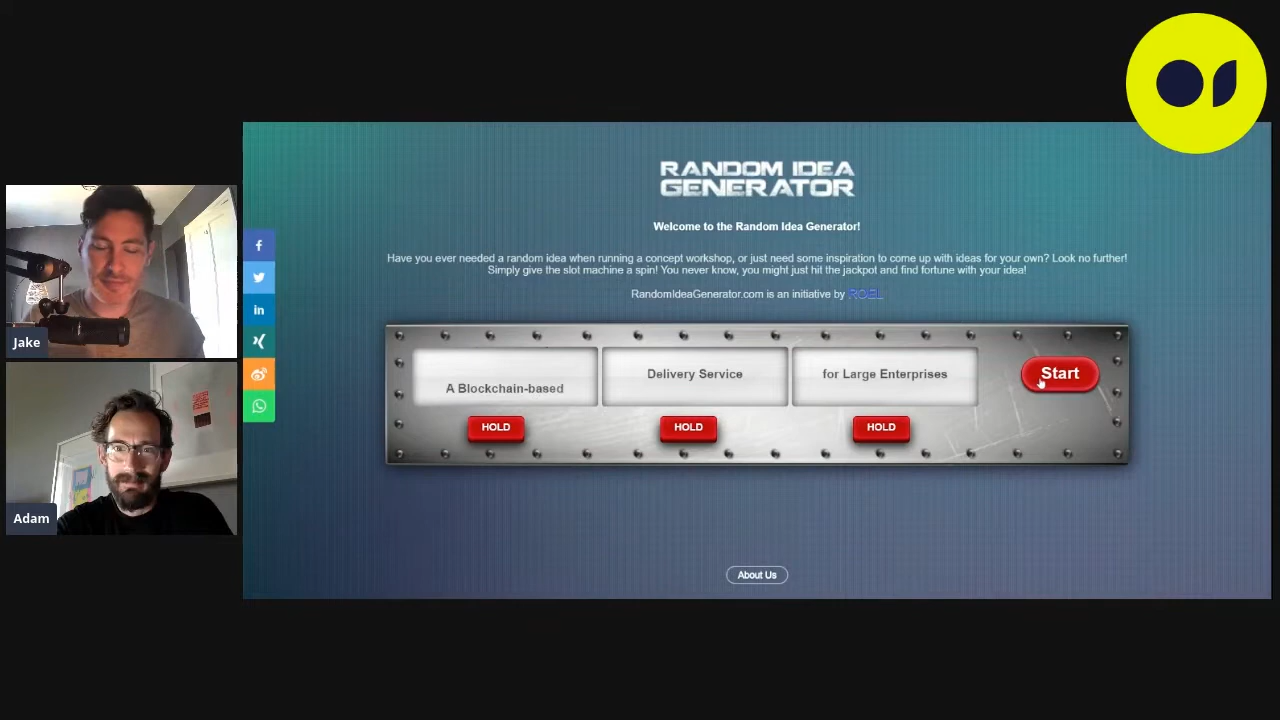 RANDOM IDEA
GENERATOR
Welcome to the Random Idea Generator!
Have you ever needed a random idea when running a concept workshop, or just need some inspiration to come up with ideas for your own? Look no further!
Simply give the slot machine a spin! You never know, you might just hit the jackpot and find fortune with your idea!
RandomIdeaGenerator.com is an initiative by ROEL
A Blockchain-based
Delivery Service
for Large Enterprises
Start
HOLD
HOLD
HOLD
About Us
Jake
Adam